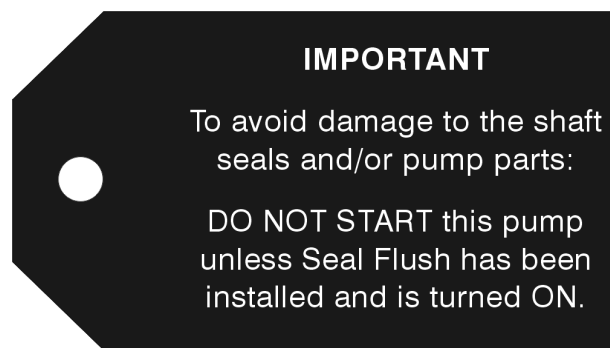 IMPORTANT
To avoid damage to the shaft
seals and/or pump parts:
DO NOT START this pump
unless Seal Flush has been
installed and is turned ON.